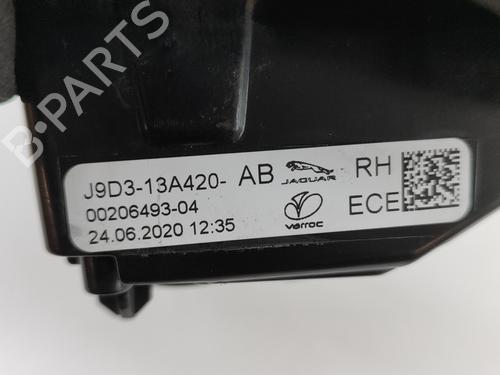 B-PARTS
J9D3-13A420- AB JAGUAR RH
00206493-04
24.06.2020 12:35 varroc ECE